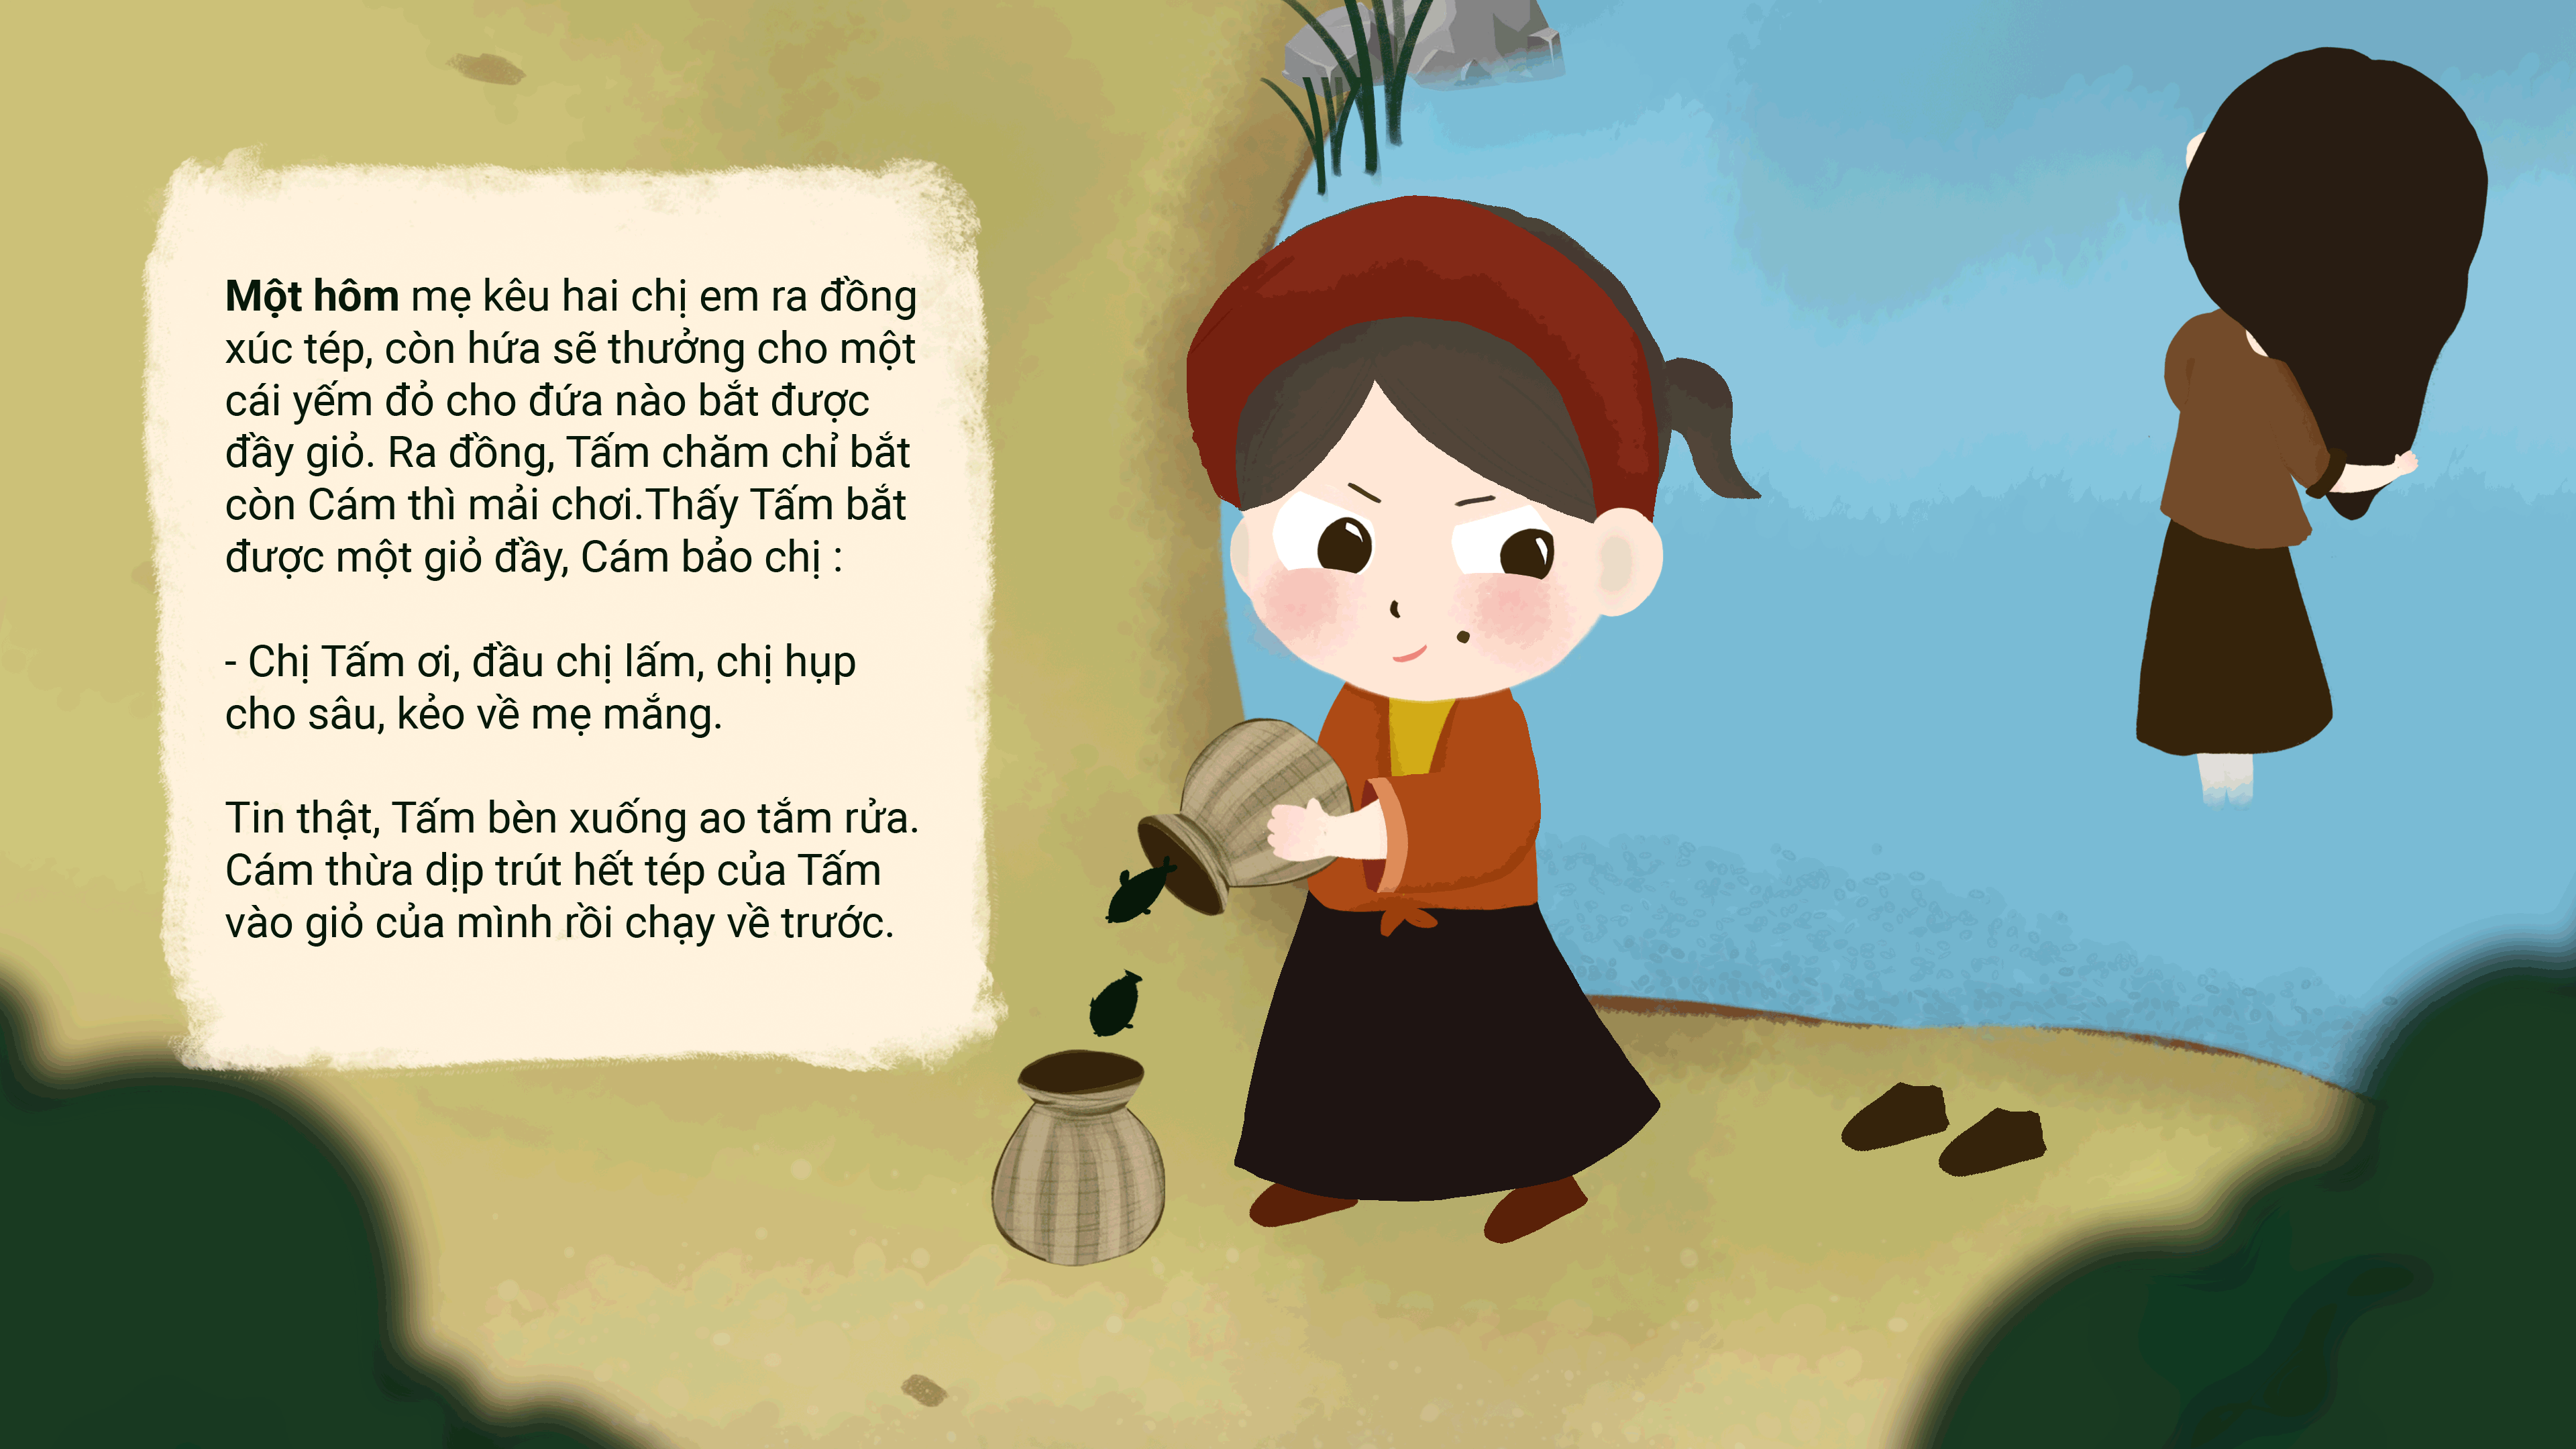 Một hôm mẹ kêu hai chị em ra đồng
xúc tép, còn hứa sẽ thưởng cho một
cái yếm đỏ cho đứa nào bắt được
đầy giỏ. Ra đồng, Tấm chăm chỉ bắt
còn Cám thì mải chơi.Thấy Tấm bắt
được một giỏ đầy, Cám bảo chị :
- Chị Tấm ơi, đầu chị lấm, chị hụp
cho sâu, kẻo về mẹ mắng.
Tin thật, Tấm bèn xuống ao tắm rửa.
Cám thừa dịp trút hết tép của Tấm
vào giỏ của mình rồi chạy về trước.